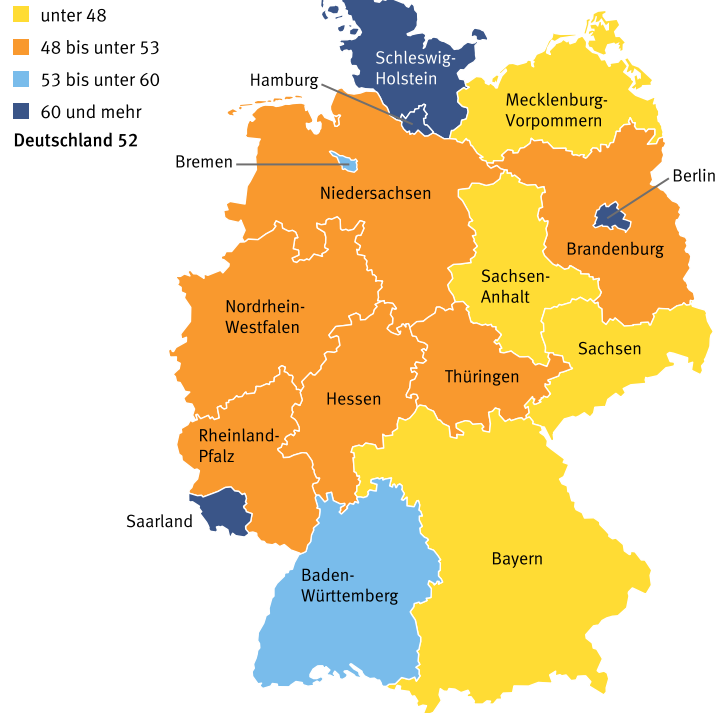 unter 48
48 bis unter 53
53 bis unter 60
60 und mehr
Deutschland 52
Schleswig-
Holstein
Hamburg
Mecklenburg-
Vorpommern
Bremen
Berlin
Niedersachsen
Brandenburg
Sachsen-
Anhalt
Nordrhein-
Westfalen
Sachsen
Thüringen
Hessen
Rheinland-
Pfalz
Saarland
Bayern
Baden-
Württemberg